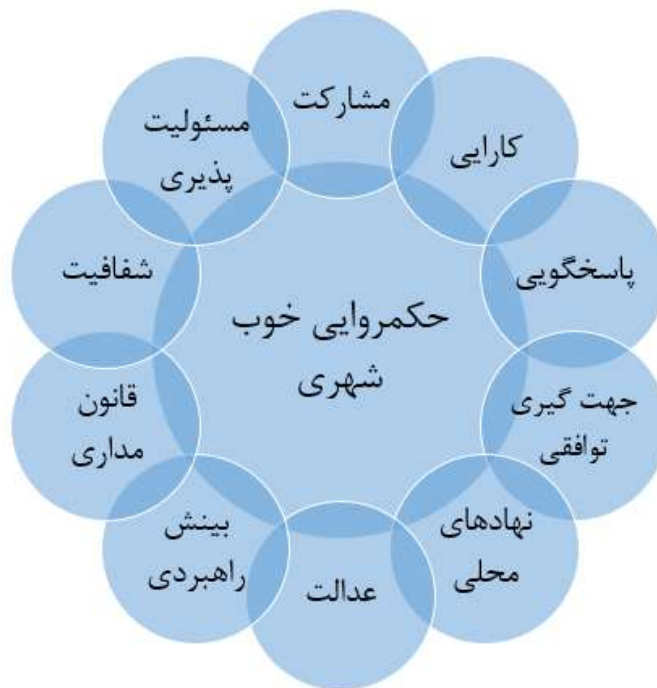 مشارکت
کارایی
پاسخگویی
جهت گیری
توافقی
نهادهای
محلی
عدالت
بینش
راهبردی
قانون
مداری
شفافیت
مسئولیت
پذیری
حکمروایی خوب
شهری